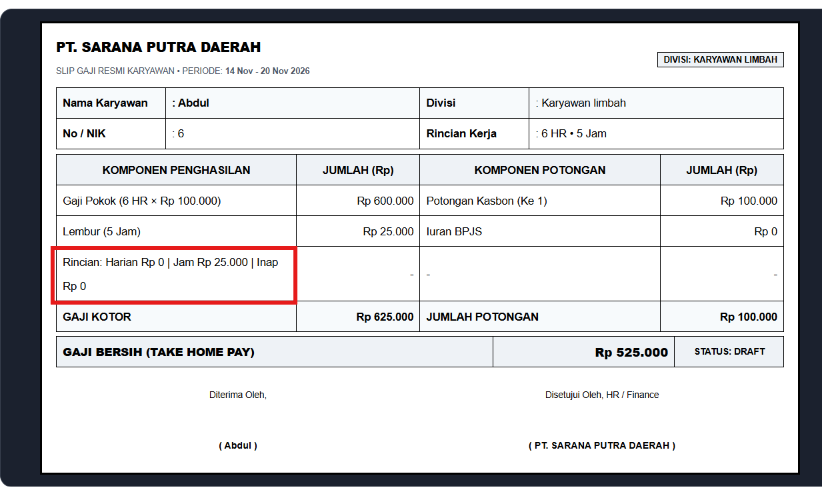 PT. SARANA PUTRA DAERAH
SLIP GAJI RESMI KARYAWAN • PERIODE: 14 Nov - 20 Nov 2026
DIVISI: KARYAWAN LIMBAH
Nama Karyawan : Abdul Divisi : Karyawan limbah
No / NIK : 6 Rincian Kerja : 6 HR • 5 Jam
KOMPONEN PENGHASILAN JUMLAH (Rp) KOMPONEN POTONGAN JUMLAH (Rp)
Gaji Pokok (6 HR × Rp 100.000) Rp 600.000 Potongan Kasbon (Ke 1) Rp 100.000
Lembur (5 Jam) Rp 25.000 Iuran BPJS Rp 0
Rincian: Harian Rp 0 | Jam Rp 25.000 | Inap
Rp 0 - - -
GAJI KOTOR Rp 625.000 JUMLAH POTONGAN Rp 100.000
GAJI BERSIH (TAKE HOME PAY) Rp 525.000 STATUS: DRAFT
Diterima Oleh, Disetujui Oleh, HR / Finance
( Abdul ) ( PT. SARANA PUTRA DAERAH )